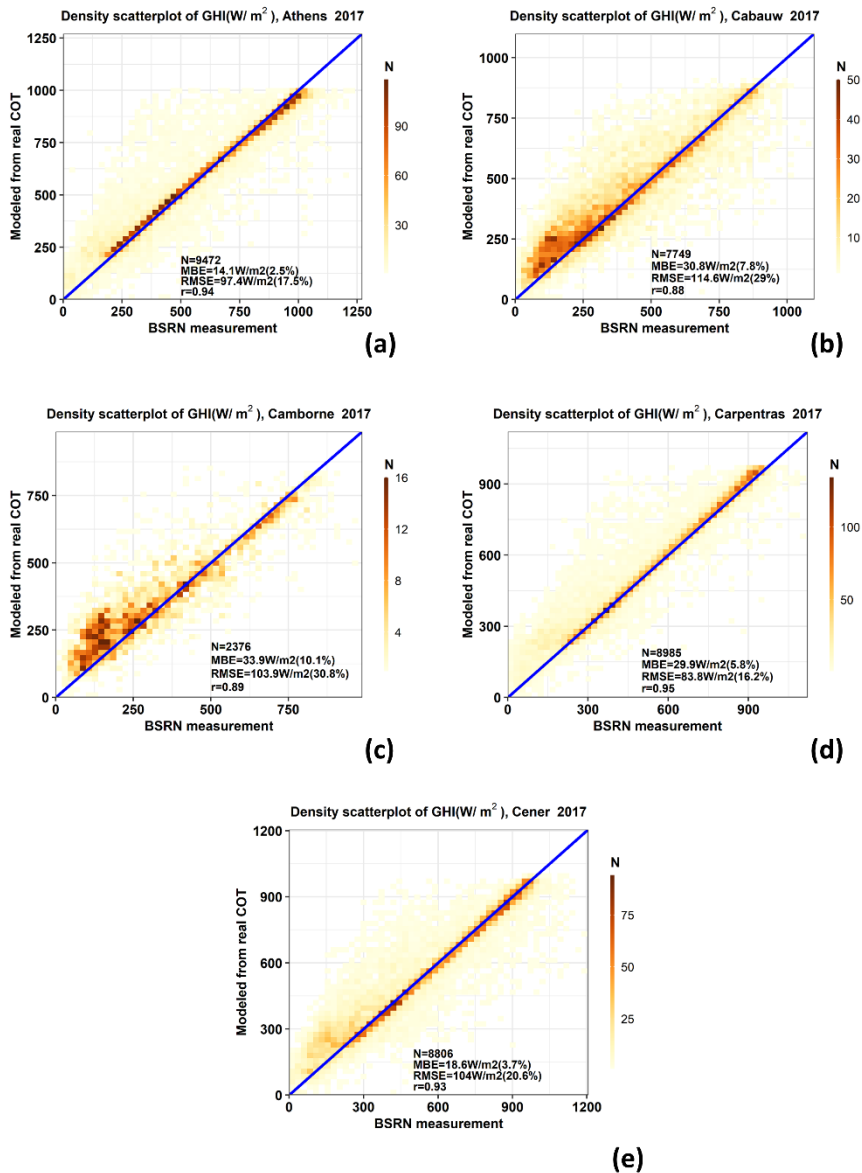 Density scatterplot of GHI(W/ m2), Athens 2017
1250
1000
750
500
250
0
Modeled from real COT
0 250 500 750 1000 1250
BSRN measurement
N
90
60
30
N=9472
MBE=14.1W/m2(2.5%)
RMSE=97.4W/m2(17.5%)
r=0.94
(a)
Density scatterplot of GHI(W/ m2), Cabauw 2017
1000
750
500
250
0
Modeled from real COT
0 250 500 750 1000
BSRN measurement
N
50
40
30
20
10
N=7749
MBE=30.8W/m2(7.8%)
RMSE=114.6W/m2(29%)
r=0.88
(b)
Density scatterplot of GHI(W/ m2), Camborne 2017
750
500
250
0
Modeled from real COT
0 250 500 750
BSRN measurement
N
16
12
8
4
N=2376
MBE=33.9W/m2(10.1%)
RMSE=103.9W/m2(30.8%)
r=0.89
(c)
Density scatterplot of GHI(W/ m2), Carpentras 2017
900
600
300
0
Modeled from real COT
0 300 600 900
BSRN measurement
N
100
50
N=8985
MBE=29.9W/m2(5.8%)
RMSE=83.8W/m2(16.2%)
r=0.95
(d)
Density scatterplot of GHI(W/ m2), Cener 2017
1200
900
600
300
0
Modeled from real COT
0 300 600 900 1200
BSRN measurement
N
75
50
25
N=8806
MBE=18.6W/m2(3.7%)
RMSE=104W/m2(20.6%)
r=0.93
(e)